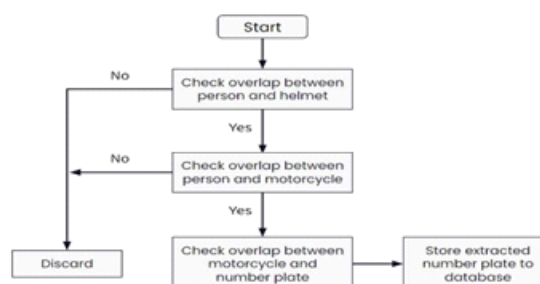 Start
No
Check overlap between
person and helmet
Yes
No
Check overlap between
person and motorcycle
Yes
Discard
Check overlap between
motorcycle and
number plate
Store extracted
number plate to
database